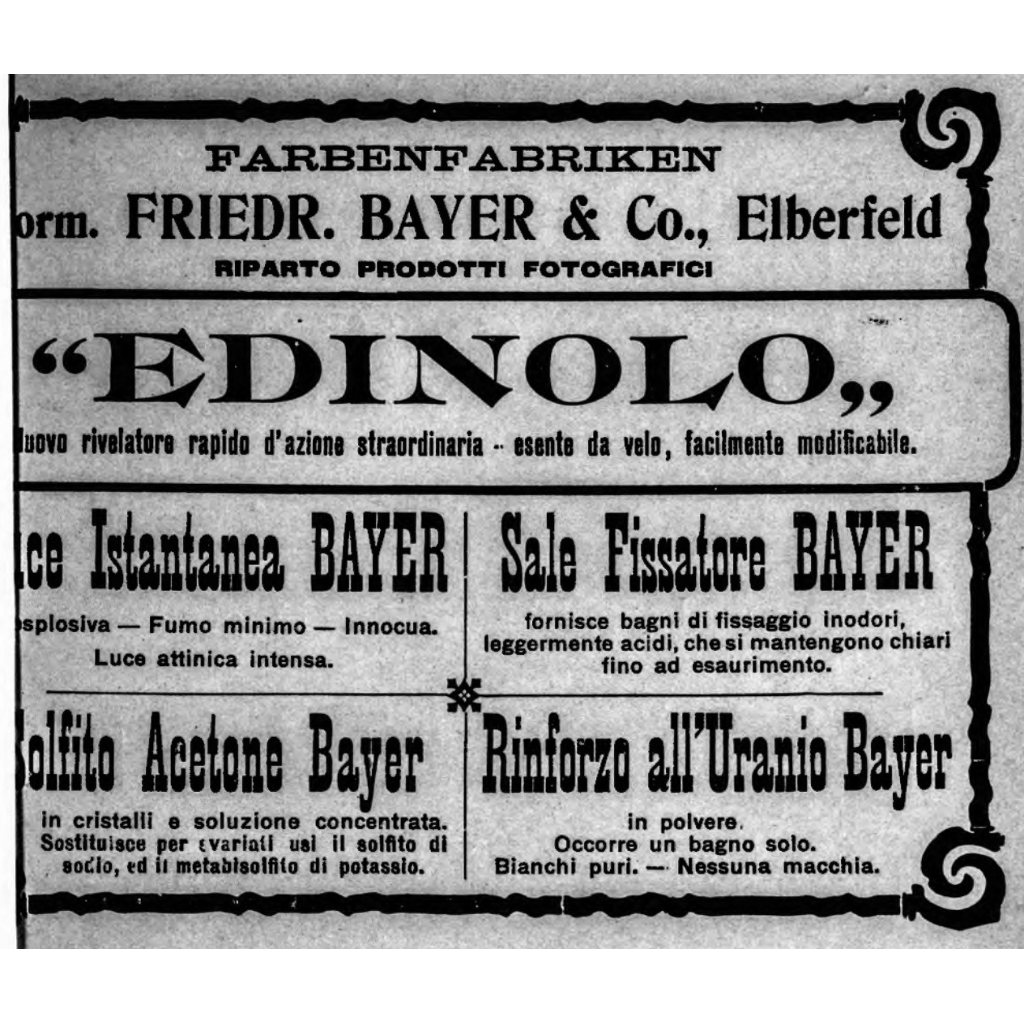 FARBENFABRIKEN
orm. FRIEDR. BAYER & Co., Elberfeld
RIPARTO PRODOTTI FOTOGRAFICI
“EDINOLO„
uovo rivelatore rapido d'azione straordinaria -- esente da velo, facilmente modificabile.
ce Istantanea BAYER
splosiva — Fumo minimo — Innocua.
Luce attinica intensa.
Sale Fissatore BAYER
fornisce bagni di fissaggio inodori,
leggermente acidi, che si mantengono chiari
fino ad esaurimento.
olfito Acetone Bayer
in cristalli e soluzione concentrata.
Sostituisce per svariati usi il solfito di
sodio, ed il metabisolfito di potassio.
Rinforzo all'Uranio Bayer
in polvere.
Occorre un bagno solo.
Bianchi puri. — Nessuna macchia.